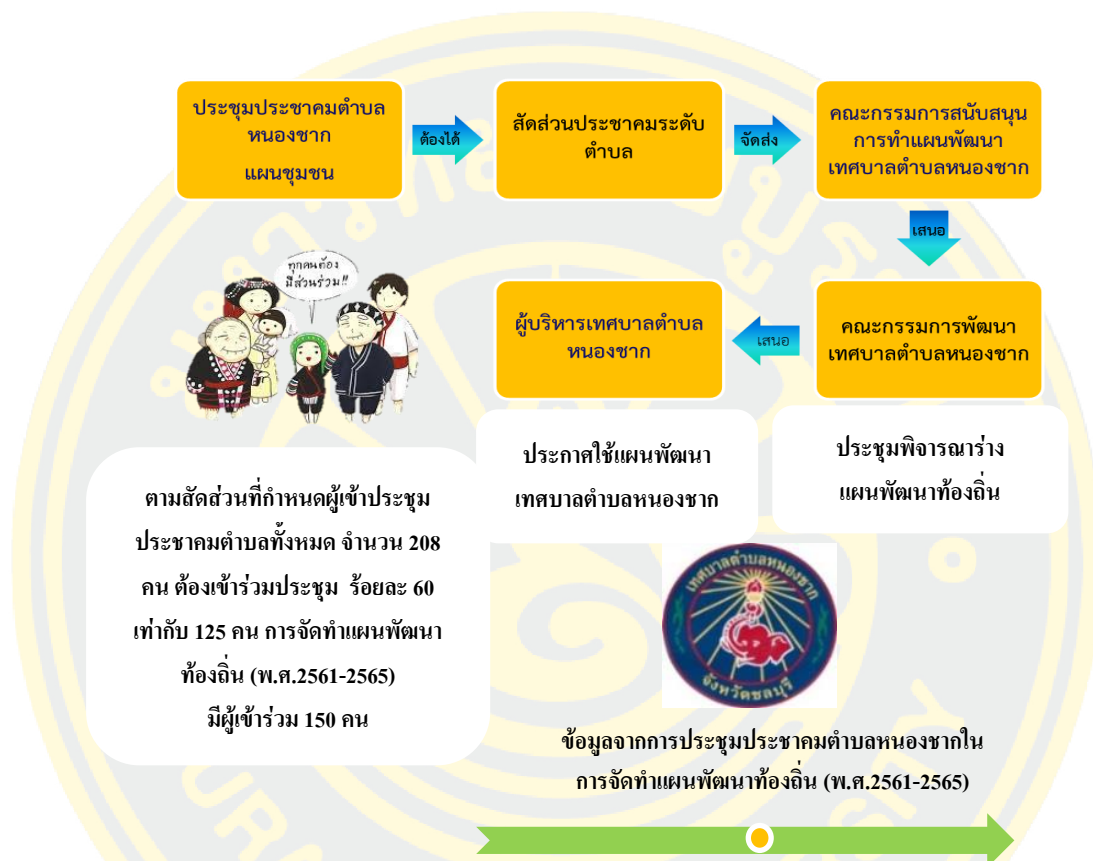 ประชุมประชาคมตำบล
หนองชาก
แผนชุมชน
ต้องได้
สัดส่วนประชาคมระดับ
ตำบล
จัดส่ง
คณะกรรมการสนับสนุน
การทำแผนพัฒนา
เทศบาลตำบลหนองชาก
เสนอ
ทุกคนต้อง
มีส่วนร่วม!!
ผู้บริหารเทศบาลตำบล
หนองชาก
เสนอ
คณะกรรมการพัฒนา
เทศบาลตำบลหนองชาก
ประกาศใช้แผนพัฒนา
เทศบาลตำบลหนองชาก
ประชุมพิจารณาร่าง
แผนพัฒนาท้องถิ่น
ตามสัดส่วนที่กำหนดผู้เข้าประชุม
ประชาคมตำบลทั้งหมด จำนวน 208
คน ต้องเข้าร่วมประชุม ร้อยละ 60
เท่ากับ 125 คน การจัดทำแผนพัฒนา
ท้องถิ่น (พ.ศ.2561-2565)
มีผู้เข้าร่วม 150 คน
เทศบาลตำบลหนองชาก
จังหวัดชลบุรี
ข้อมูลจากการประชุมประชาคมตำบลหนองชากใน
การจัดทำแผนพัฒนาท้องถิ่น (พ.ศ.2561-2565)